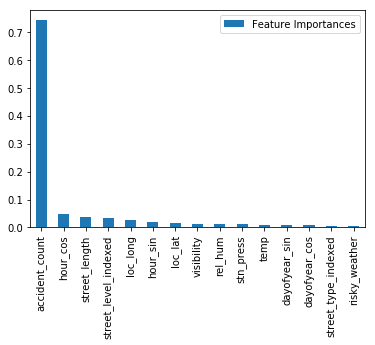 0.7
0.6
0.5
0.4
0.3
0.2
0.1
0.0
Feature Importances
accident_count
hour_cos
street_length
street_level_indexed
loc_long
hour_sin
loc_lat
visibility
rel_hum
stn_press
temp
dayofyear_sin
dayofyear_cos
street_type_indexed
risky_weather